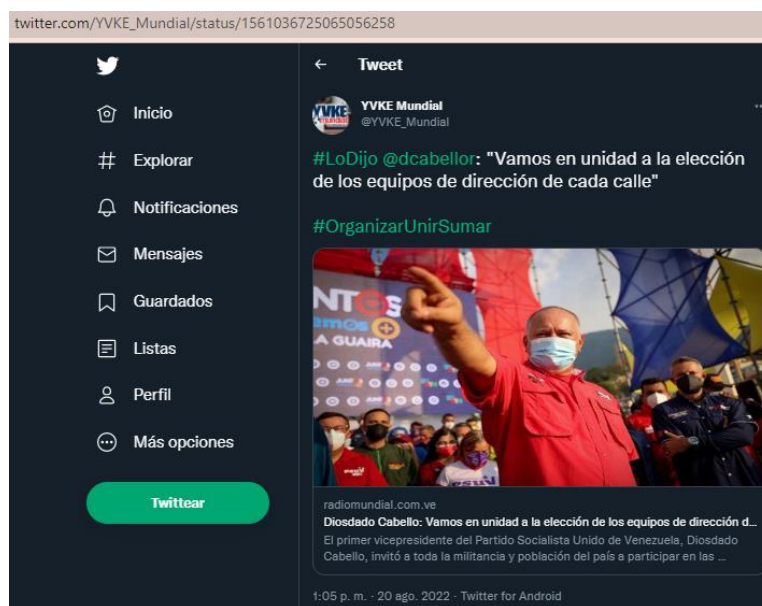 twitter.com/YVKE_Mundial/status/1561036725065056258
Inicio
Explorar
Notificaciones
Mensajes
Guardados
Listas
Perfil
Más opciones
Twittear
Tweet
YVKE Mundial
@YVKE_Mundial
#LoDijo @dcabellor: "Vamos en unidad a la elección
de los equipos de dirección de cada calle"
#OrganizarUnirSumar
NTOS
emos
A GUAIRA
PSUV
radiomundial.com.ve
Diosdado Cabello: Vamos en unidad a la elección de los equipos de dirección d...
El primer vicepresidente del Partido Socialista Unido de Venezuela, Diosdado
Cabello, invitó a toda la militancia y población del país a participar en las ...
1:05 p. m. · 20 ago. 2022 · Twitter for Android